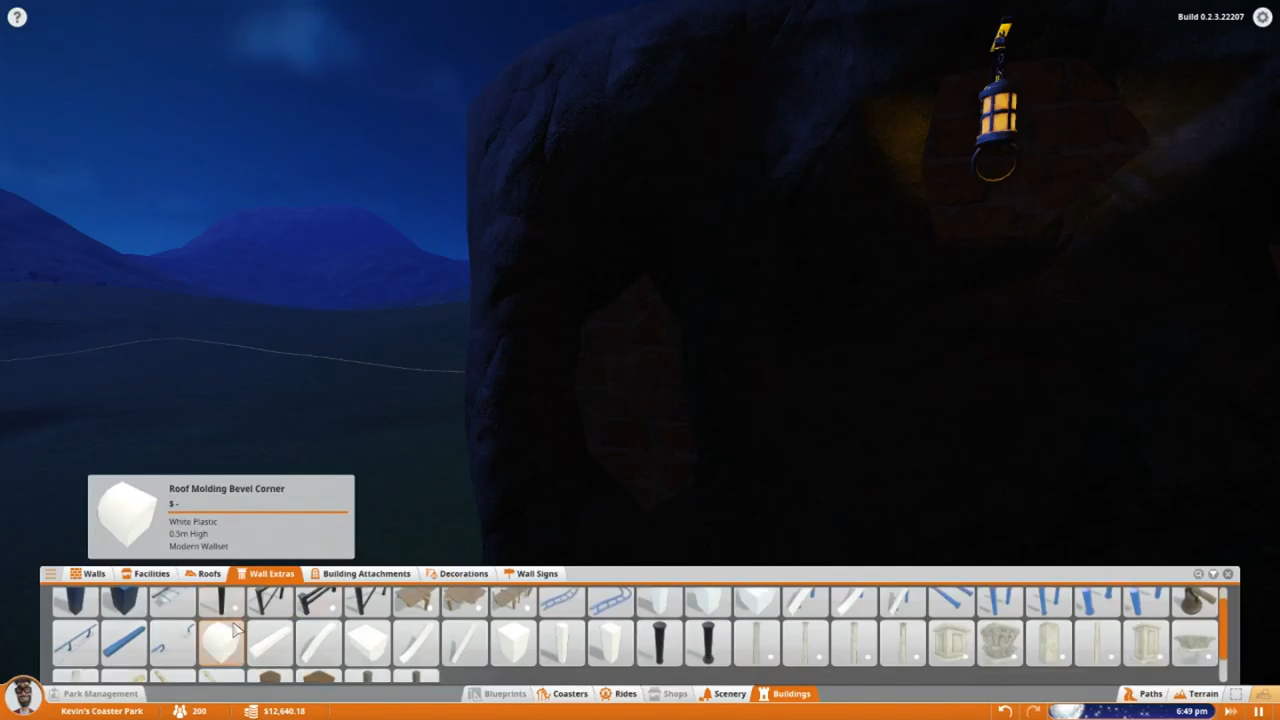 ?
Build 0.2.3.22207
Roof Molding Bevel Corner
$ -
White Plastic
0.5m High
Modern Wallset
Walls
Facilities
Roofs
Wall Extras
Building Attachments
Decorations
Wall Signs
Park Management
Blueprints
Coasters
Rides
Shops
Scenery
Buildings
Paths
Terrain
Kevin's Coaster Park
200
$12,640.18
6:49 pm